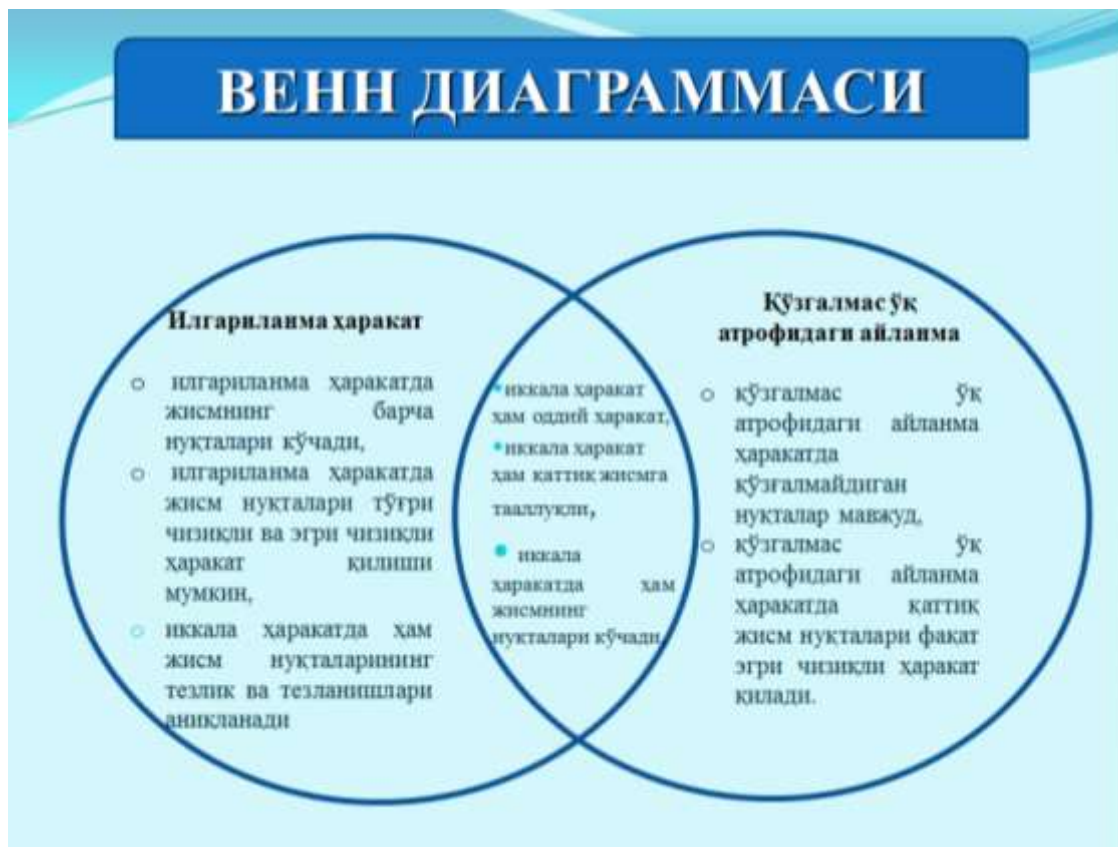 ВЕНН ДИАГРАММАСИ
Илгариланма ҳаракат
o илгариланма ҳаракатда
жисмнинг барча
нуқталари кўчади,
o илгариланма ҳаракатда
жисм нуқталари тўғри
чизиқли ва эгри чизиқли
ҳаракат қилиши
мумкин,
o иккала ҳаракатда ҳам
жисм нуқталарининг
тезлик ва тезланишлари
аниқланади
•иккала ҳаракат
ҳам оддий ҳаракат,
•иккала ҳаракат
ҳам қаттиқ жисмга
тааллуқли,
• иккала
ҳаракатда ҳам
жисмнинг
нуқталари кўчади,
Қўзгалмас ўқ
атрофидаги айланма
o қўзгалмас ўқ
атрофидаги айланма
ҳаракатда
қўзғалмайдиган
нуқталар мавжуд,
o қўзгалмас ўқ
атрофидаги айланма
ҳаракатда қаттиқ
жисм нуқталари фақат
эгри чизиқли ҳаракат
қилади.